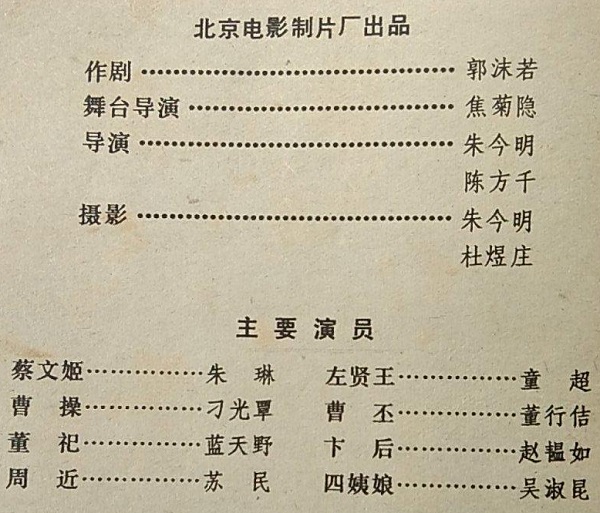 北京电影制片厂出品
作剧……………………郭沫若
舞台导演……………………焦菊隐
导演……………………朱今明
陈方千
摄影……………………朱今明
杜煜庄
主要演员
蔡文姬……………朱 琳 左贤王……………童 超
曹 操……………刁光覃 曹 丕……………董行佶
董 祀……………蓝天野 卞 后……………赵韫如
周 近……………苏 民 四姨娘……………吴淑昆